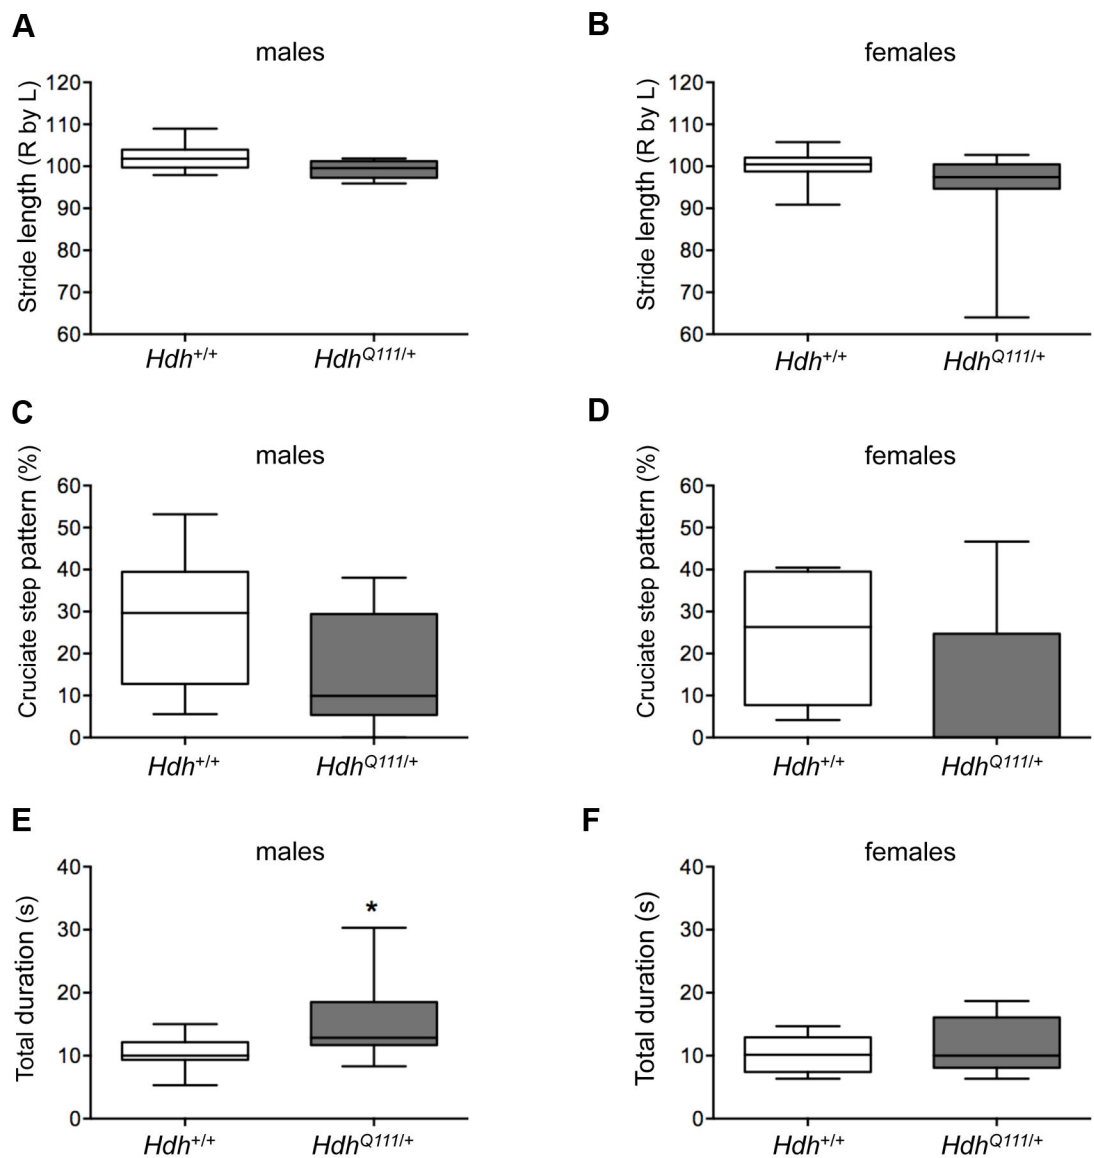 A
males
Stride length (R by L)
120
110
100
90
80
70
60
Hdh+/+
HdhQ111/+
B
females
Stride length (R by L)
120
110
100
90
80
70
60
Hdh+/+
HdhQ111/+
C
males
Cruciate step pattern (%)
60
50
40
30
20
10
0
Hdh+/+
HdhQ111/+
D
females
Cruciate step pattern (%)
60
50
40
30
20
10
0
Hdh+/+
HdhQ111/+
E
males
Total duration (s)
40
30
20
10
0
*
Hdh+/+
HdhQ111/+
F
females
Total duration (s)
40
30
20
10
0
Hdh+/+
HdhQ111/+